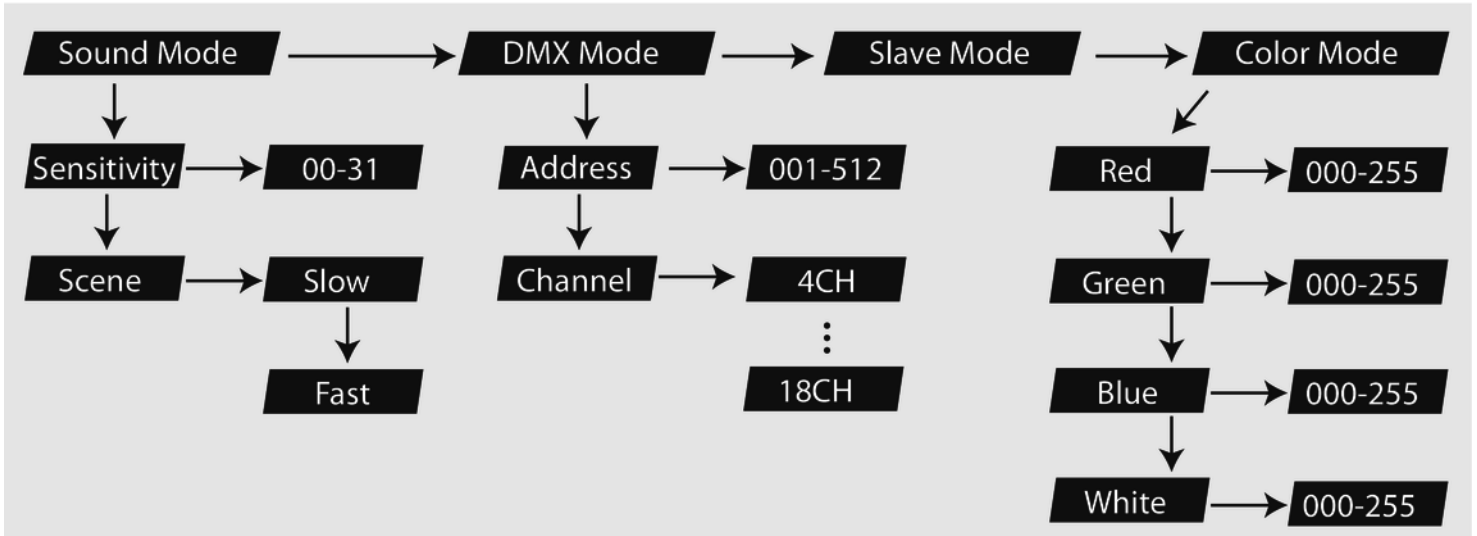 Sound Mode
DMX Mode
Slave Mode
Color Mode
Sensitivity
00-31
Address
001-512
Red
000-255
Scene
Slow
Channel
4CH
Green
000-255
Fast
18CH
Blue
000-255
White
000-255